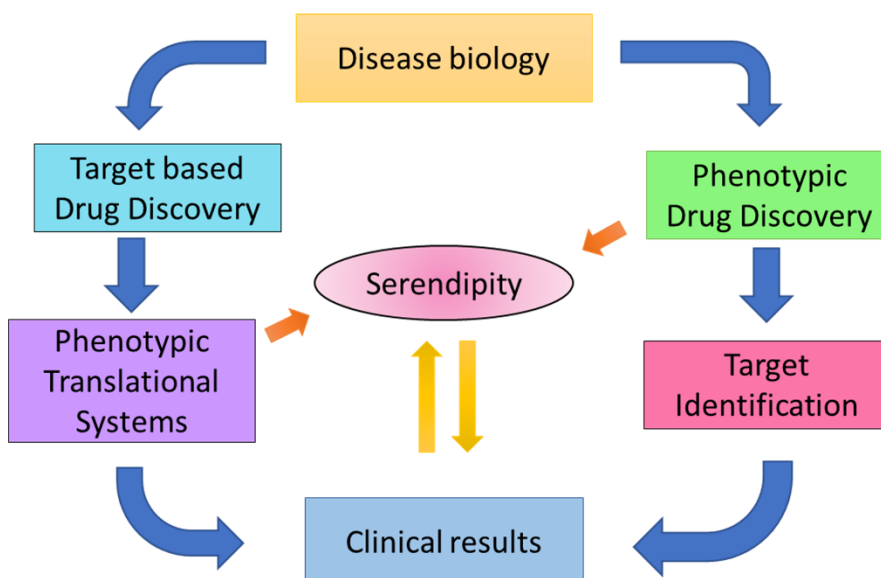 Disease biology
Target based
Drug Discovery
Phenotypic
Drug Discovery
Serendipity
Phenotypic
Translational
Systems
Target
Identification
Clinical results